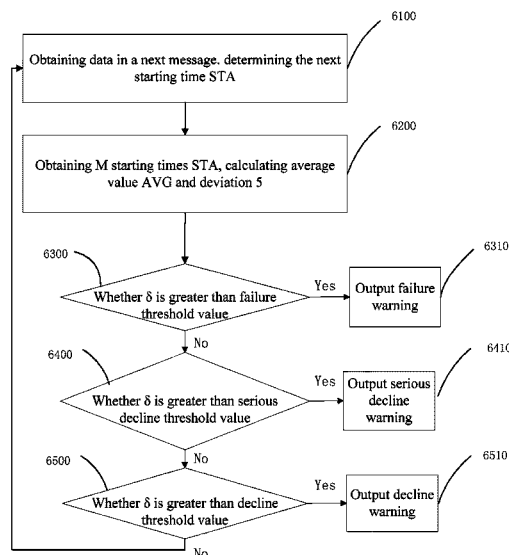 6100
Obtaining data in a next message. determining the next
starting time STA
6200
Obtaining M starting times STA, calculating average
value AVG and deviation 5
6300
Whether δ is greater than failure
threshold value
Yes
Output failure
warning
6310
No
6400
Whether δ is greater than serious
decline threshold value
Yes
Output serious
decline
warning
6410
No
6500
Whether δ is greater than decline
threshold value
Yes
Output decline
warning
6510
No